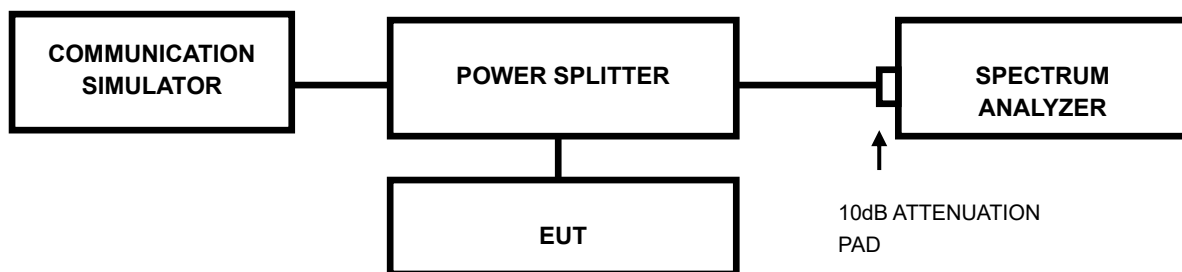 COMMUNICATION
SIMULATOR
POWER SPLITTER
SPECTRUM
ANALYZER
EUT
10dB ATTENUATION
PAD